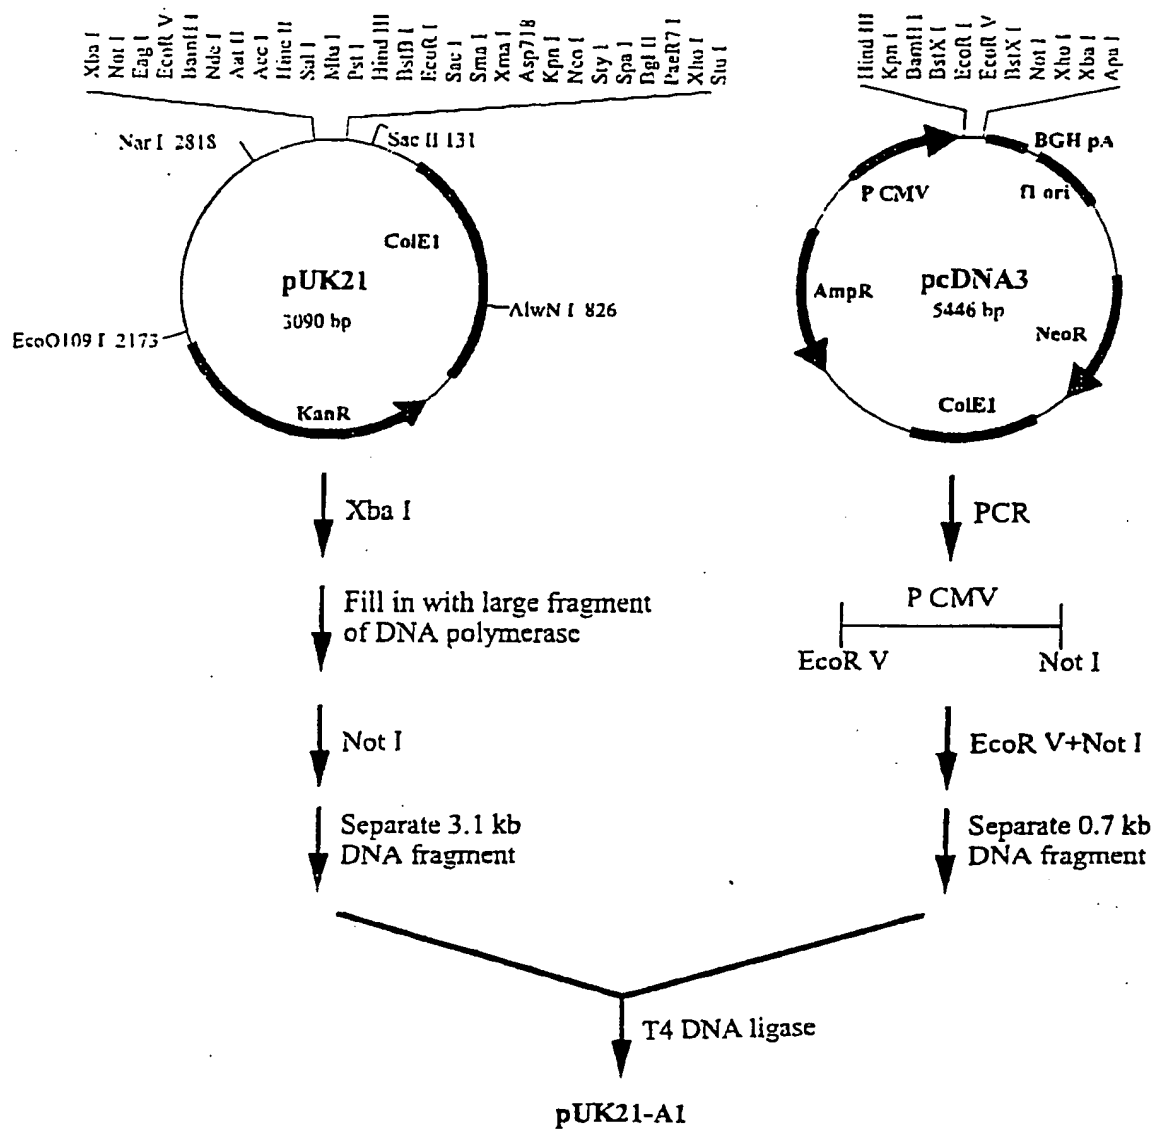 Xba I
Not I
Eag I
EcoR V
BamH I
Nde I
Aat II
Acc I
Hinc II
Sal I
Mlu I
Pst I
Hind III
BstB I
EcoR I
Sac I
Sma I
Xma I
Asp718
Kpn I
Nco I
Sty I
Spa I
Bgl II
PaeR7 I
Xho I
Stu I
Hind III
Kpn I
BamH I
BstX I
EcoR I
EcoR V
BstX I
Not I
Xho I
Xba I
Apa I
Nar I 2818
Sac II 131
ColE1
pUK21
3090 bp
AlwN I 826
EcoO109 I 2173
KanR
BGH pA
P CMV
f1 ori
AmpR
pcDNA3
5446 bp
NeoR
ColE1
Xba I
PCR
Fill in with large fragment
of DNA polymerase
P CMV
EcoR V
Not I
Not I
EcoR V+Not I
Separate 3.1 kb
DNA fragment
Separate 0.7 kb
DNA fragment
T4 DNA ligase
pUK21-A1